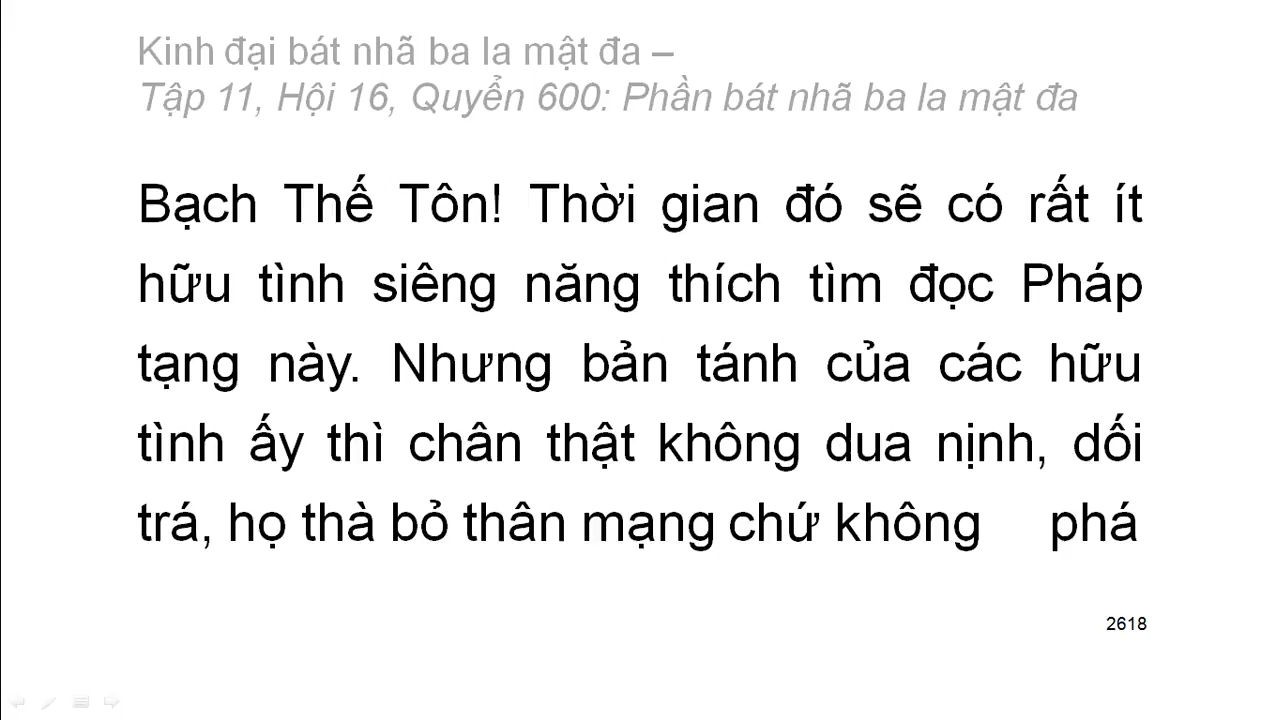 Kinh đại bát nhã ba la mật đa –
Tập 11, Hội 16, Quyển 600: Phần bát nhã ba la mật đa
Bạch Thế Tôn! Thời gian đó sẽ có rất ít
hữu tình siêng năng thích tìm đọc Pháp
tạng này. Nhưng bản tánh của các hữu
tình ấy thì chân thật không dua nịnh, dối
trá, họ thà bỏ thân mạng chứ không phá
2618